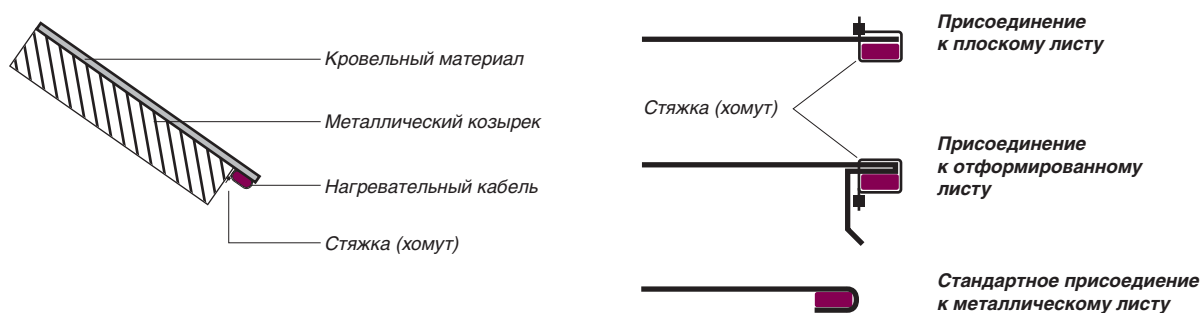 Кровельный материал
Металлический козырек
Нагревательный кабель
Стяжка (хомут)
Присоединение
к плоскому листу
Стяжка (хомут)
Присоединение
к отформированному
листу
Стандартное присоедиение
к металлическому листу